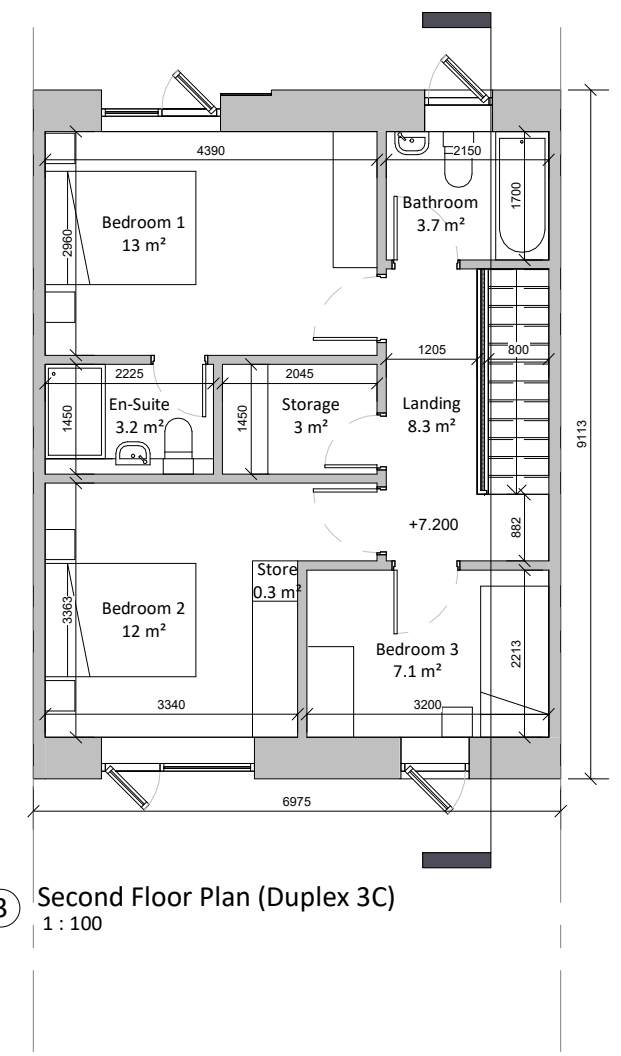 4390
2150
Bedroom 1
13 m²
2960
Bathroom
3.7 m²
1700
2225
2045
1205
800
En-Suite
3.2 m²
1450
Storage
3 m²
1450
Landing
8.3 m²
9113
+7.200
882
Store
0.3 m²
Bedroom 2
12 m²
3363
Bedroom 3
7.1 m²
2213
3340
3200
6975
3 Second Floor Plan (Duplex 3C)
1 : 100